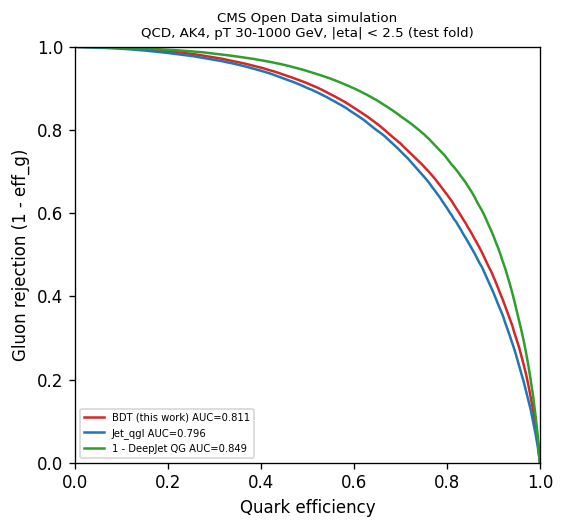 CMS Open Data simulation
QCD, AK4, pT 30-1000 GeV, |eta| < 2.5 (test fold)
Gluon rejection (1 - eff_g)
1.0
0.8
0.6
0.4
0.2
0.0
BDT (this work) AUC=0.811
Jet_qgl AUC=0.796
1 - DeepJet QG AUC=0.849
0.0 0.2 0.4 0.6 0.8 1.0
Quark efficiency